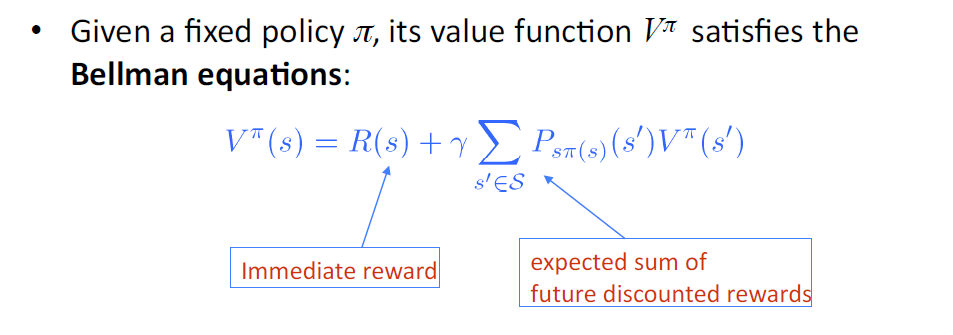 • Given a fixed policy π, its value function V^π satisfies the
Bellman equations:
V^π(s) = R(s) + γ ∑_{s'∈S} P_{sπ(s)}(s')V^π(s')
Immediate reward
expected sum of
future discounted rewards